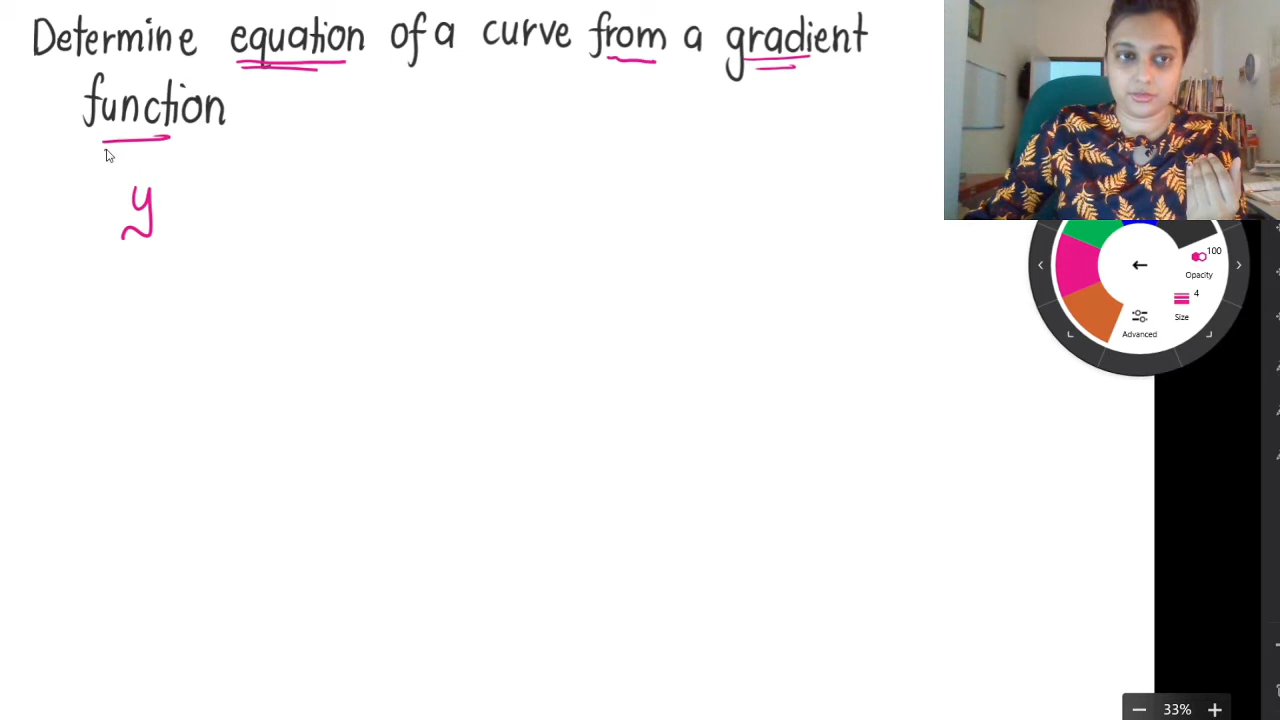 Determine equation of a curve from a gradient
function
y
100
Opacity
4
Size
Advanced
33%